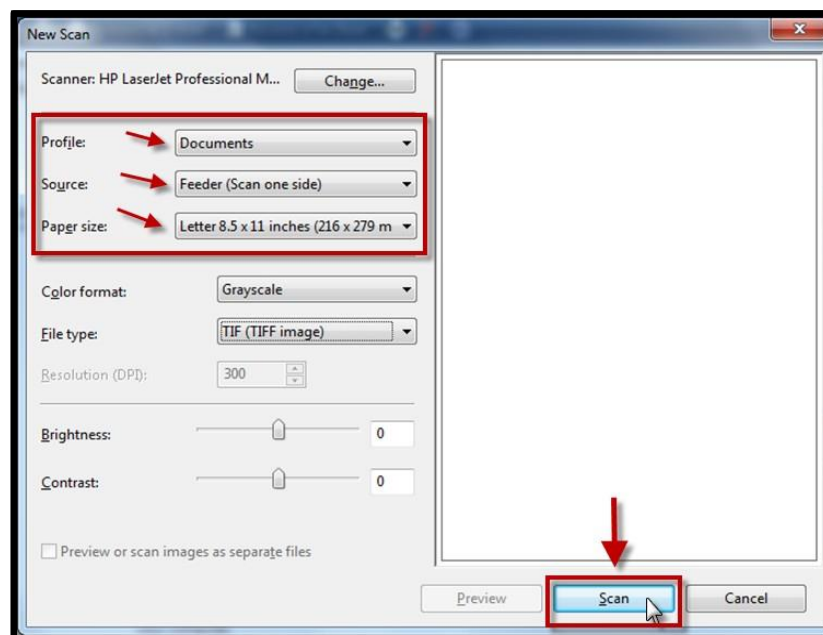 New Scan
Scanner: HP LaserJet Professional M... Change...
Profile: Documents
Source: Feeder (Scan one side)
Paper size: Letter 8.5 x 11 inches (216 x 279 m
Color format: Grayscale
File type: TIF (TIFF image)
Resolution (DPI): 300
Brightness: 0
Contrast: 0
Preview or scan images as separate files
Preview Scan Cancel